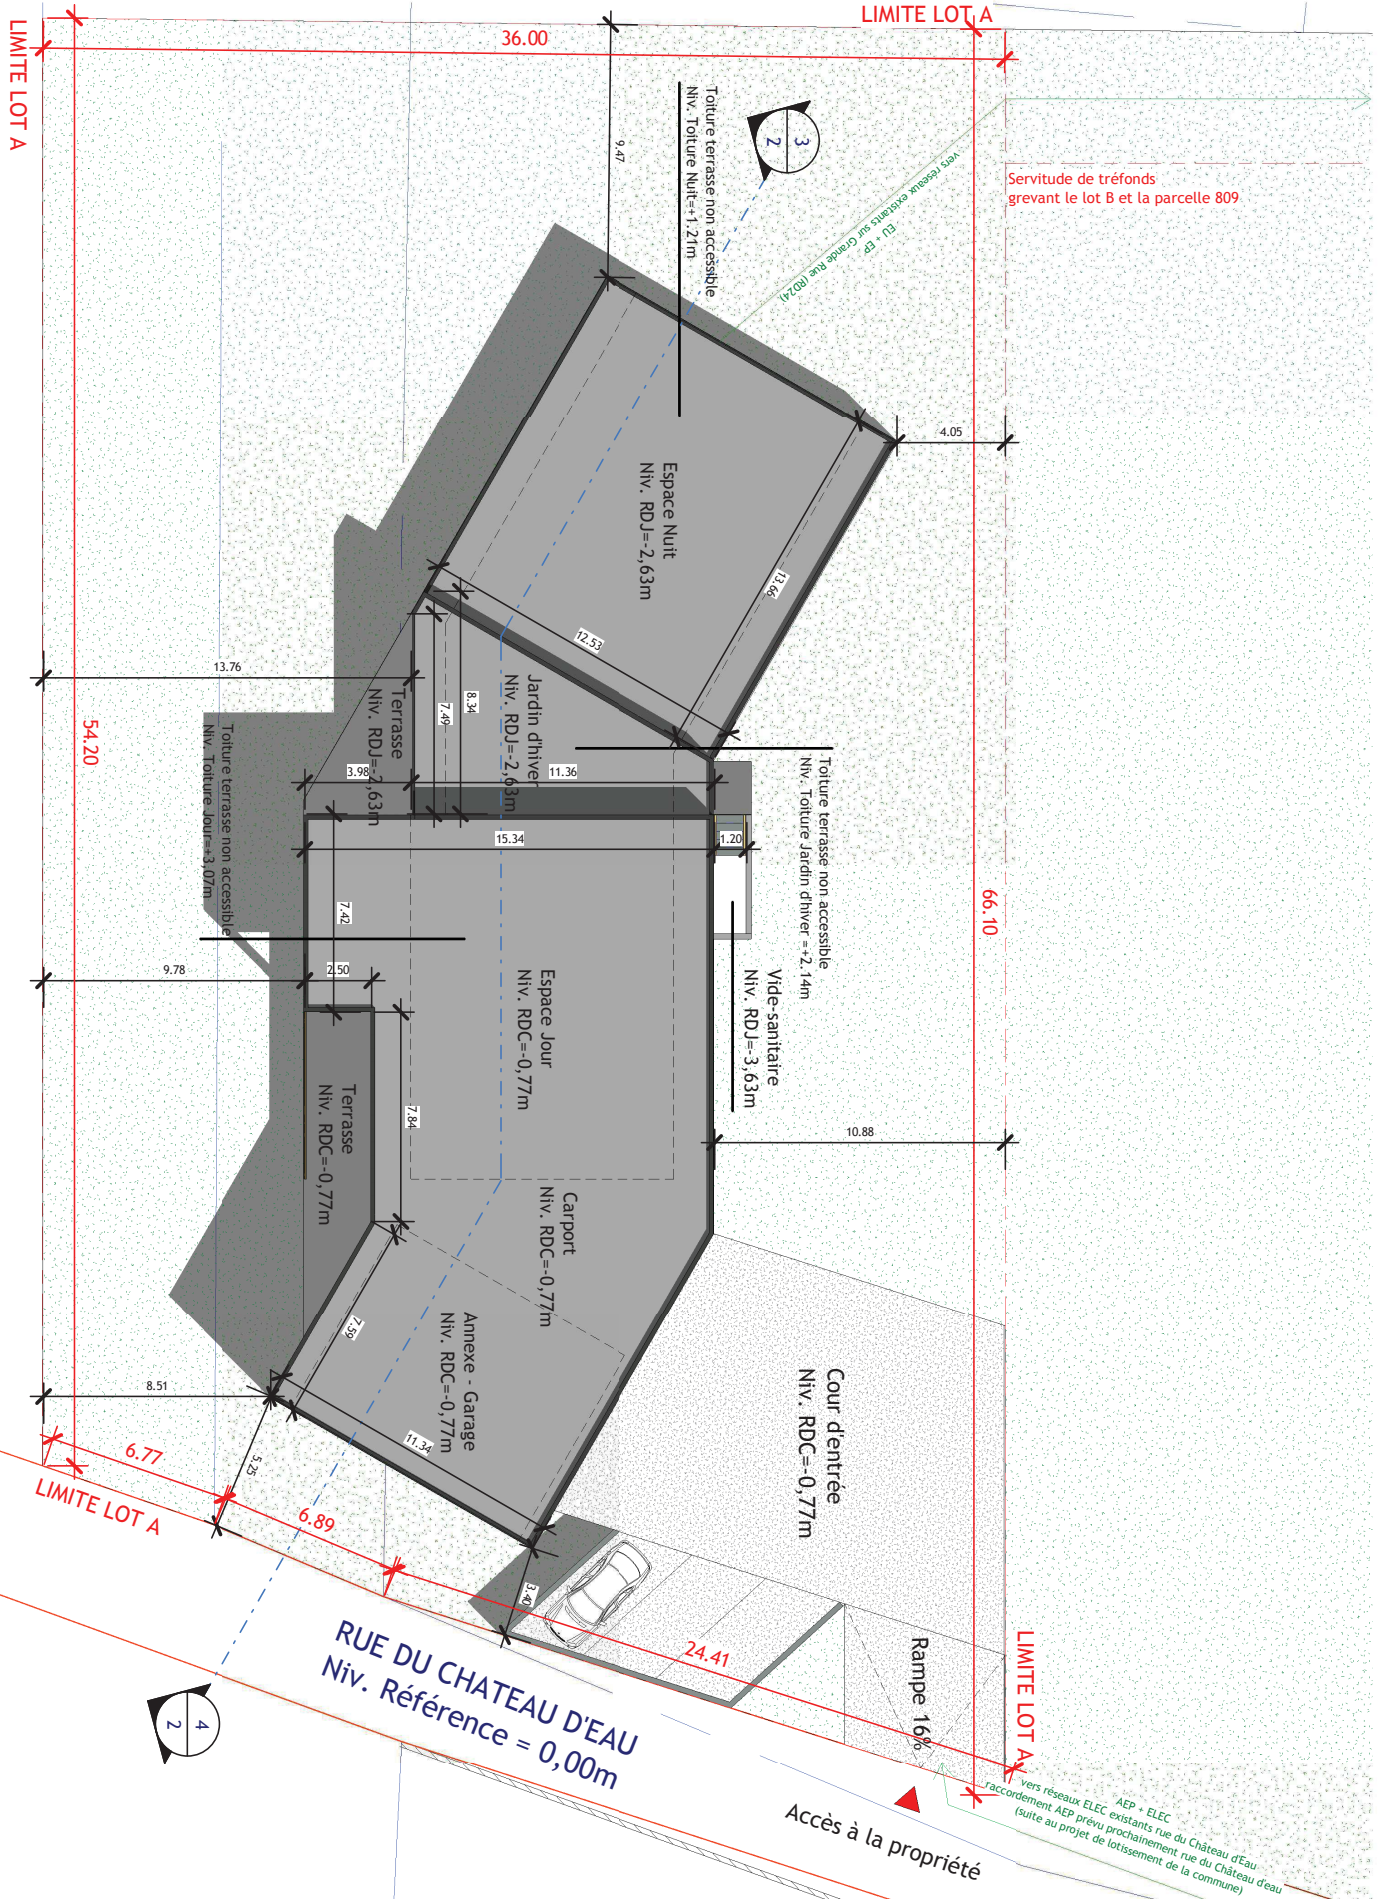 LIMITE LOT A
LIMITE LOT A
36.00
9.47
Toiture terrasse non accessible
Niv. Toiture Nuit=+1.21m
3
2
vers réseaux existants sur Grande Rue (RD24)
EU + EP
Servitude de tréfonds
grevant le lot B et la parcelle 809
4.05
Espace Nuit
Niv. RDJ=-2,63m
13.66
12.53
13.76
54.20
Terrasse
Niv. RDJ=-2,63m
7.49
8.34
Jardin d'hiver
Niv. RDJ=-2,63m
3.98
11.36
Toiture terrasse non accessible
Niv. Toiture Jour=+3,07m
Toiture terrasse non accessible
Niv. Toiture Jardin d'hiver =+2.14m
15.34
1.20
66.10
7.42
9.78
2.50
Espace Jour
Niv. RDC=-0,77m
Vide-sanitaire
Niv. RDJ=-3,63m
7.84
10.88
Terrasse
Niv. RDC=-0,77m
Carport
Niv. RDC=-0,77m
7.59
Annexe - Garage
Niv. RDC=-0,77m
Cour d'entrée
Niv. RDC=-0,77m
8.51
11.34
5.25
6.77
LIMITE LOT A
6.89
3.40
24.41
Rampe 16%
LIMITE LOT A
RUE DU CHATEAU D'EAU
Niv. Référence = 0,00m
4
2
Accès à la propriété
AEP + ELEC
vers réseaux ELEC existants rue du Château d'Eau
raccordement AEP prévu prochainement rue du Château d'eau
(suite au projet de lotissement de la commune)